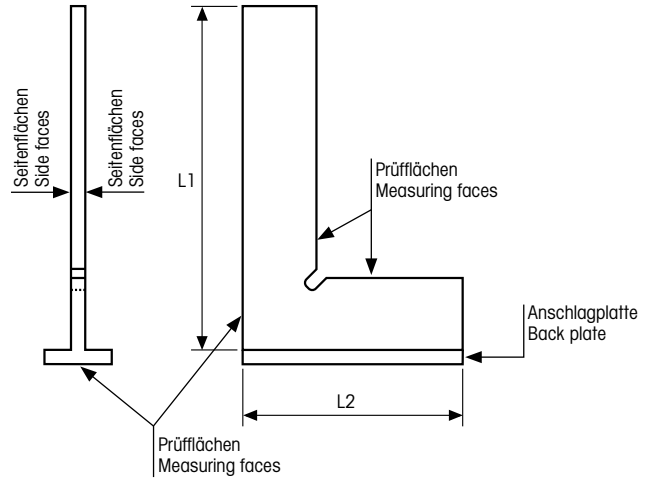 Seitenflächen
Side faces
Seitenflächen
Side faces
L1
Prüfflächen
Measuring faces
Anschlagplatte
Back plate
L2
Prüfflächen
Measuring faces